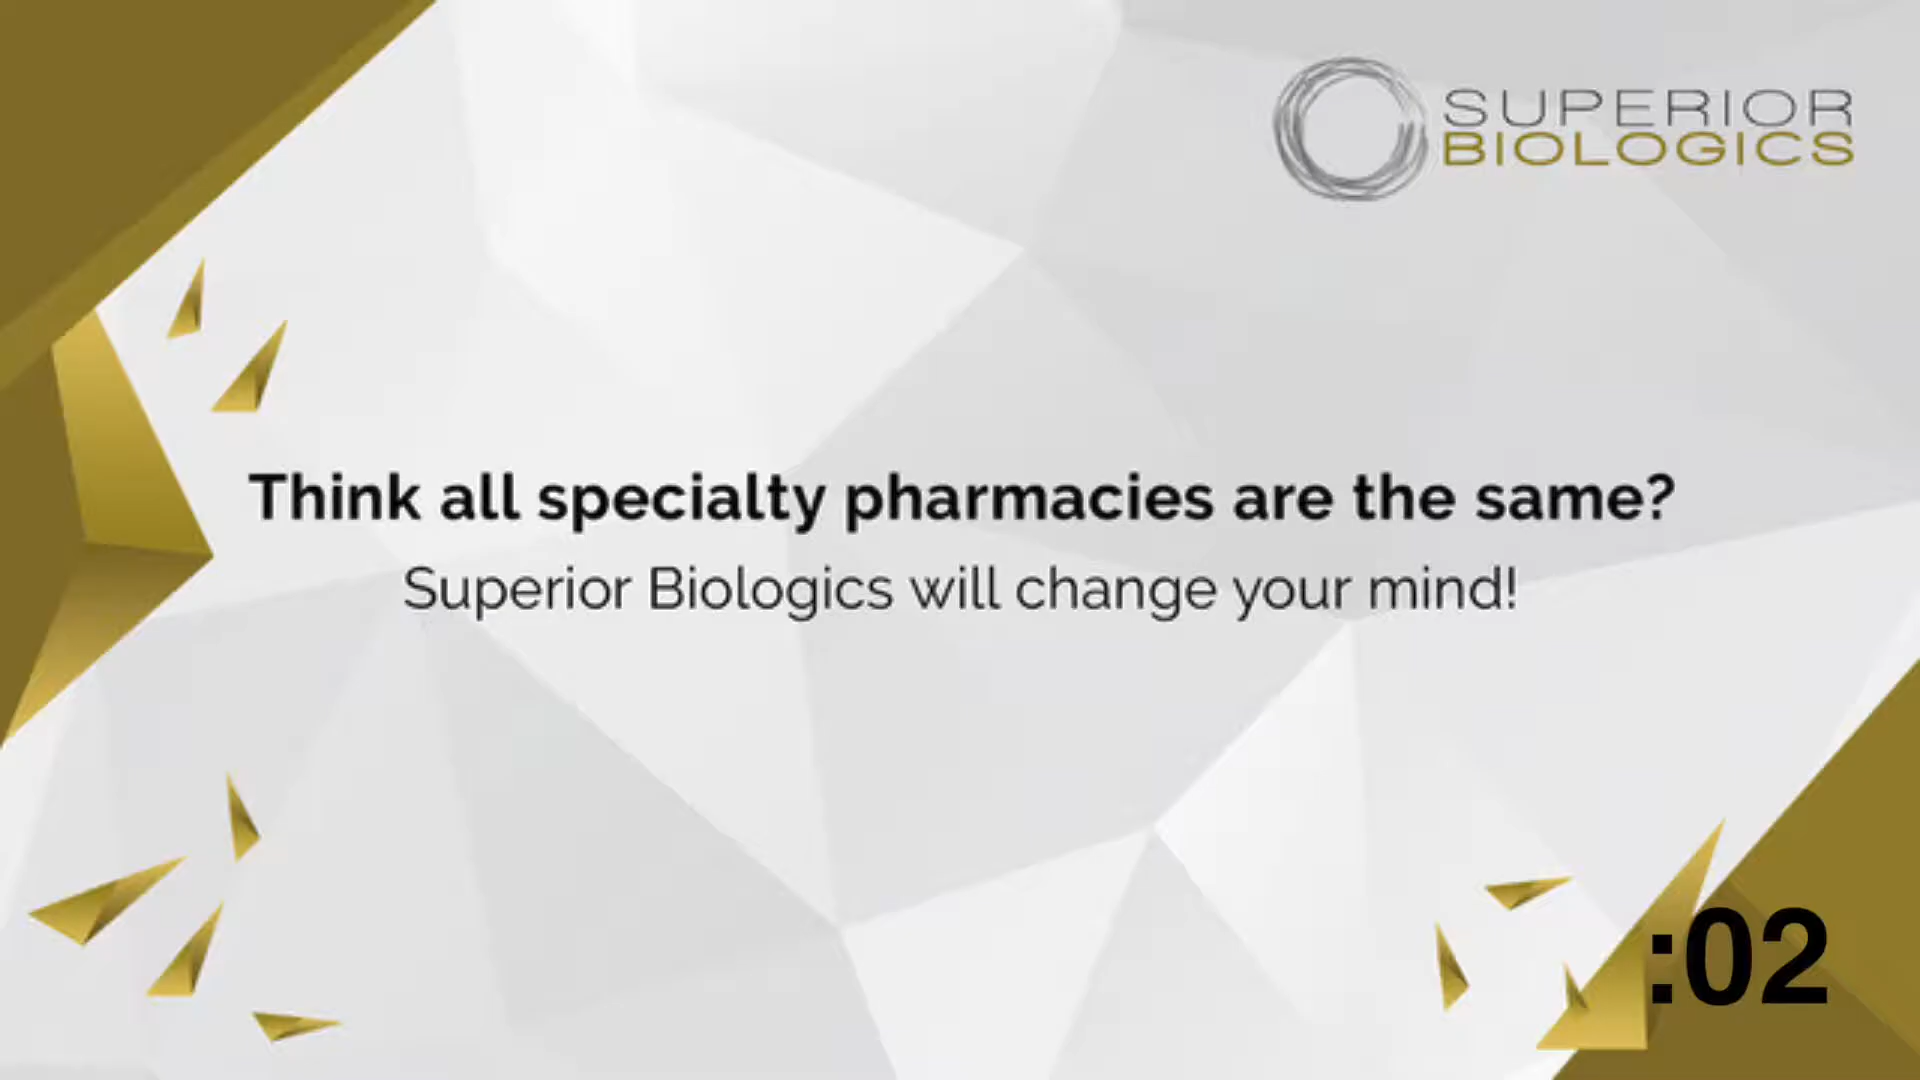 SUPERIOR
BIOLOGICS
Think all specialty pharmacies are the same?
Superior Biologics will change your mind!
:02